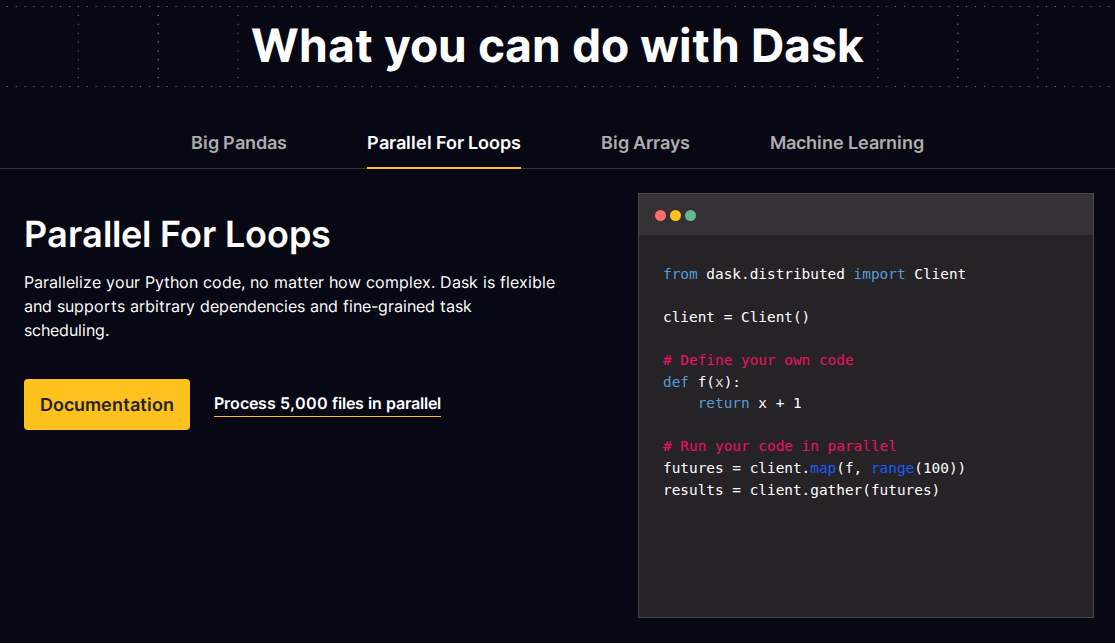 What you can do with Dask
Big Pandas
Parallel For Loops
Big Arrays
Machine Learning
Parallel For Loops
Parallelize your Python code, no matter how complex. Dask is flexible
and supports arbitrary dependencies and fine-grained task
scheduling.
Documentation
Process 5,000 files in parallel
from dask.distributed import Client
client = Client()
# Define your own code
def f(x):
    return x + 1
# Run your code in parallel
futures = client.map(f, range(100))
results = client.gather(futures)